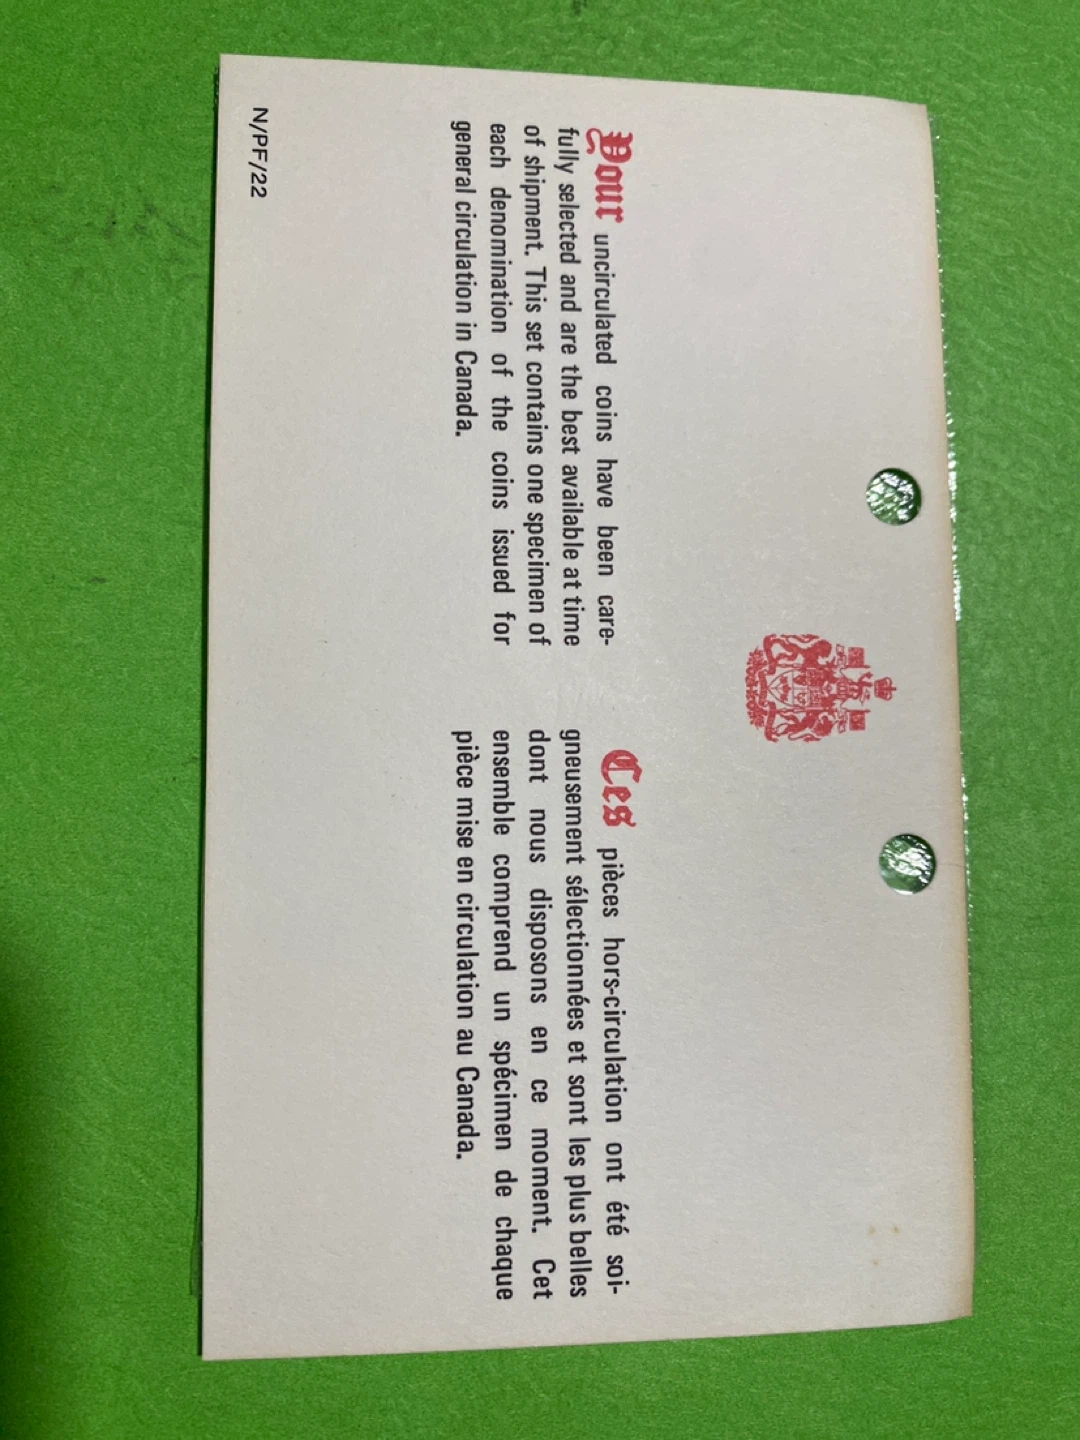 Your uncirculated coins have been care-
fully selected and are the best available at time
of shipment. This set contains one specimen of
each denomination of the coins issued for
general circulation in Canada.
Ces pièces hors-circulation ont été soi-
gneusement sélectionnées et sont les plus belles
dont nous disposons en ce moment. Cet
ensemble comprend un spécimen de chaque
pièce mise en circulation au Canada.
N/PF/22